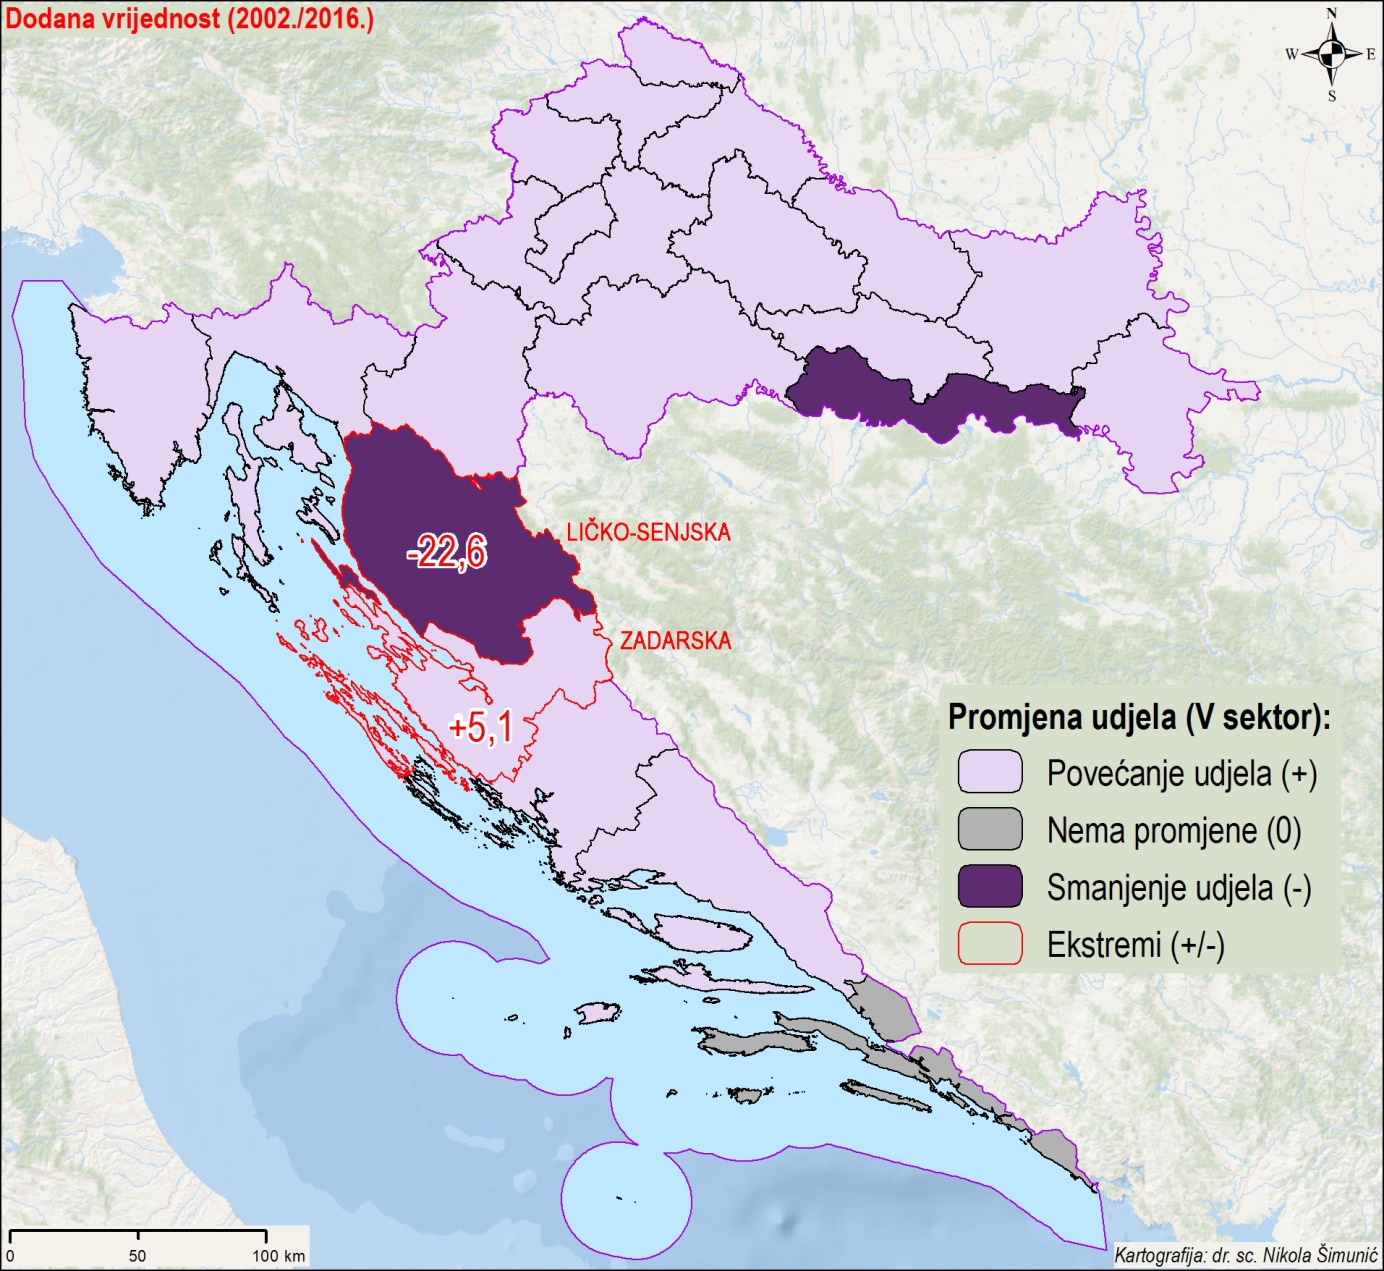 Dodana vrijednost (2002./2016.)
N
W
E
S
LIČKO-SENJSKA
-22,6
ZADARSKA
+5,1
Promjena udjela (V sektor):
Povećanje udjela (+)
Nema promjene (0)
Smanjenje udjela (-)
Ekstremi (+/-)
0 50 100 km
Kartografija: dr. sc. Nikola Šimunić